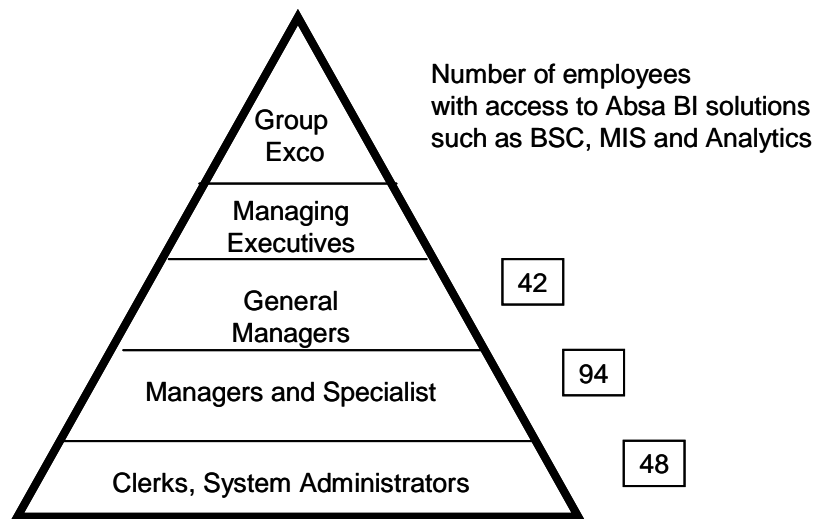 Number of employees
with access to Absa BI solutions
such as BSC, MIS and Analytics
Group
Exco
Managing
Executives
General
Managers
42
Managers and Specialist
94
Clerks, System Administrators
48